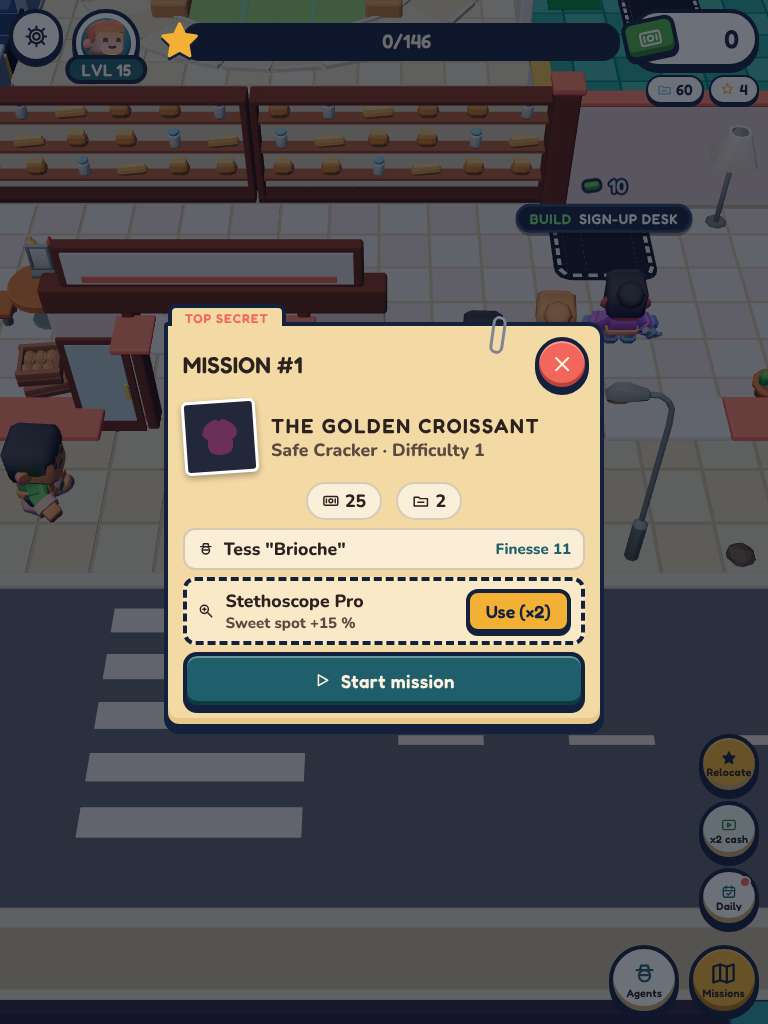 LVL 15
0/146
0
60
4
10
BUILD SIGN-UP DESK
TOP SECRET
MISSION #1
THE GOLDEN CROISSANT
Safe Cracker · Difficulty 1
25
2
Tess "Brioche"
Finesse 11
Stethoscope Pro
Sweet spot +15 %
Use (x2)
Start mission
Relocate
x2 cash
Daily
Agents
Missions